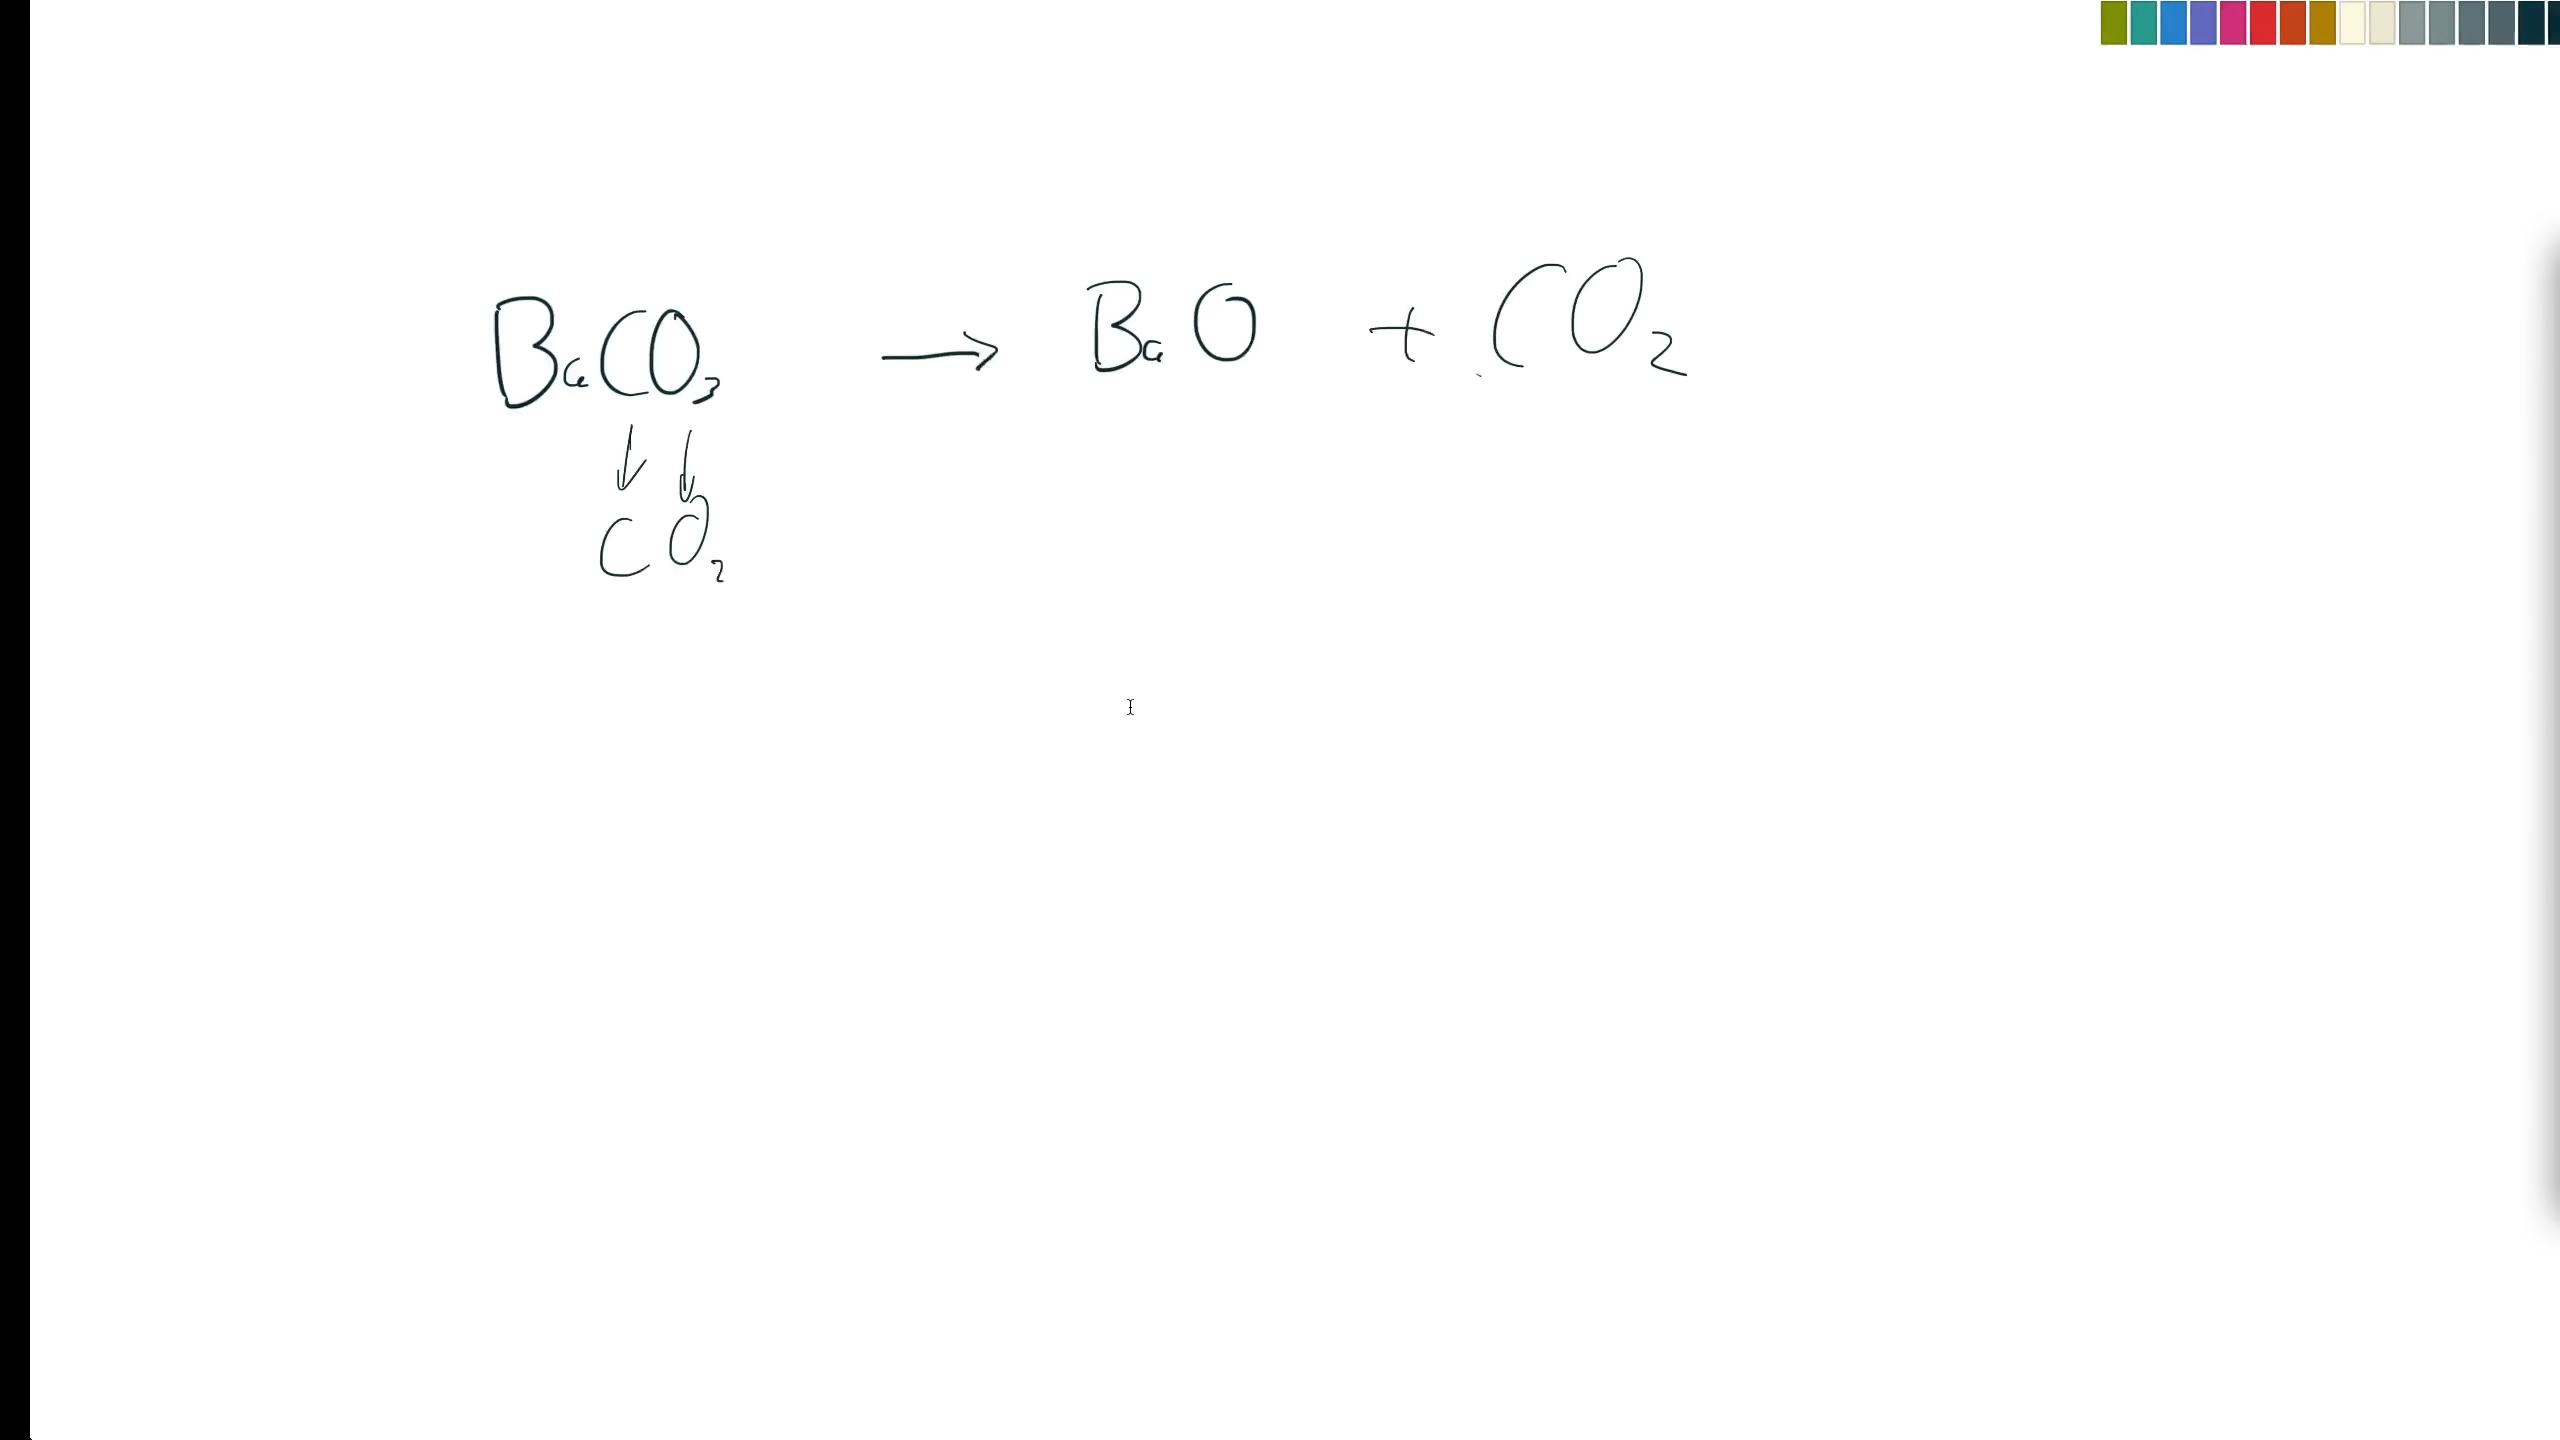 BaCO₃ → BaO + CO₂
↓ ↓
CO₂